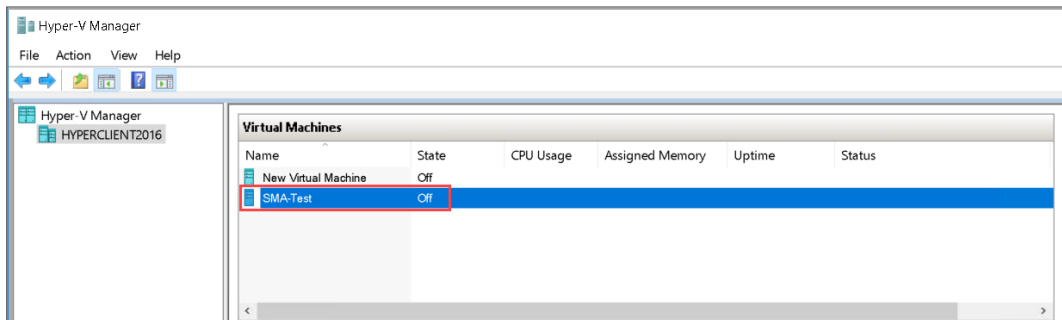 Hyper-V Manager
File Action View Help
Hyper-V Manager
HYPERCLIENT2016
Virtual Machines
Name State CPU Usage Assigned Memory Uptime Status
New Virtual Machine Off
SMA-Test Off